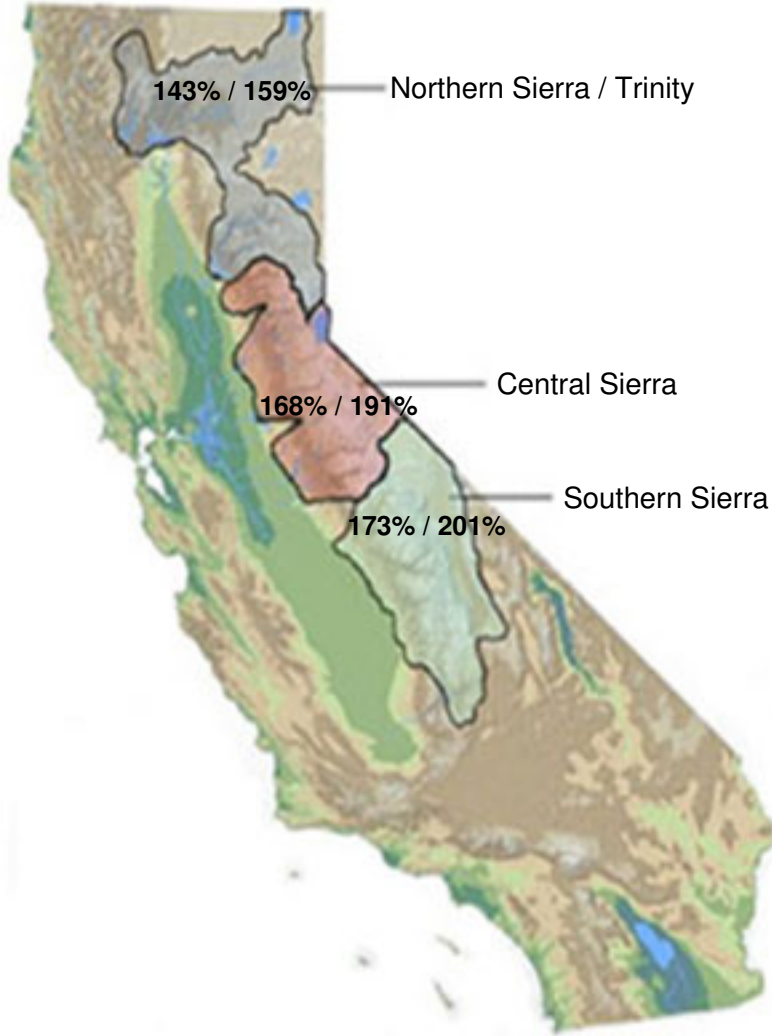 143% / 159%
Northern Sierra / Trinity
Central Sierra
168% / 191%
Southern Sierra
173% / 201%